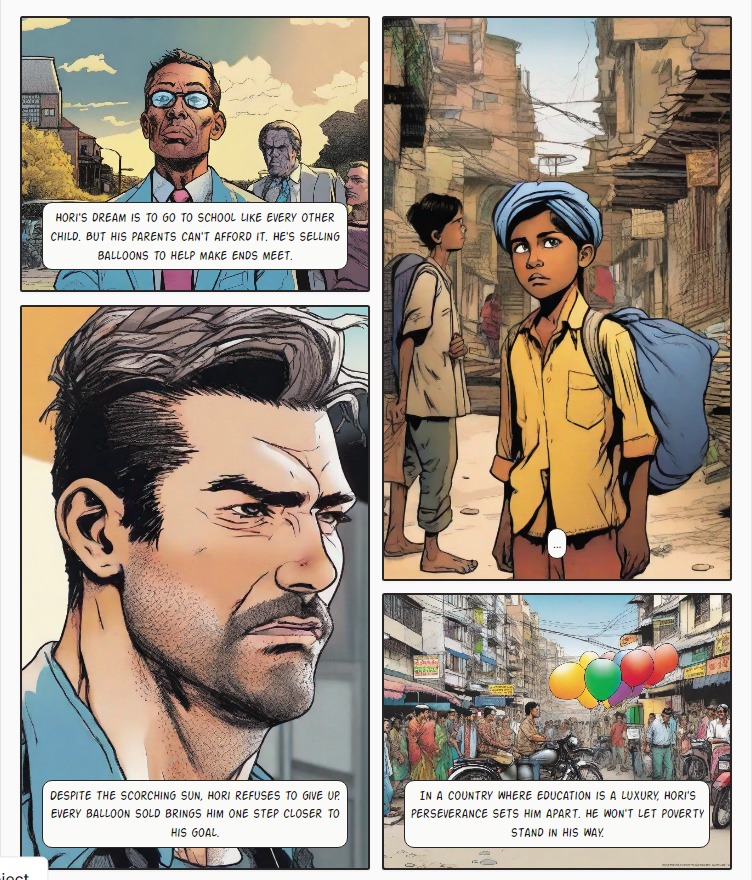 HORI'S DREAM IS TO GO TO SCHOOL LIKE EVERY OTHER
CHILD. BUT HIS PARENTS CAN'T AFFORD IT. HE'S SELLING
BALLOONS TO HELP MAKE ENDS MEET.
...
DESPITE THE SCORCHING SUN, HORI REFUSES TO GIVE UP.
EVERY BALLOON SOLD BRINGS HIM ONE STEP CLOSER TO
HIS GOAL.
IN A COUNTRY WHERE EDUCATION IS A LUXURY, HORI'S
PERSEVERANCE SETS HIM APART. HE WON'T LET POVERTY
STAND IN HIS WAY.